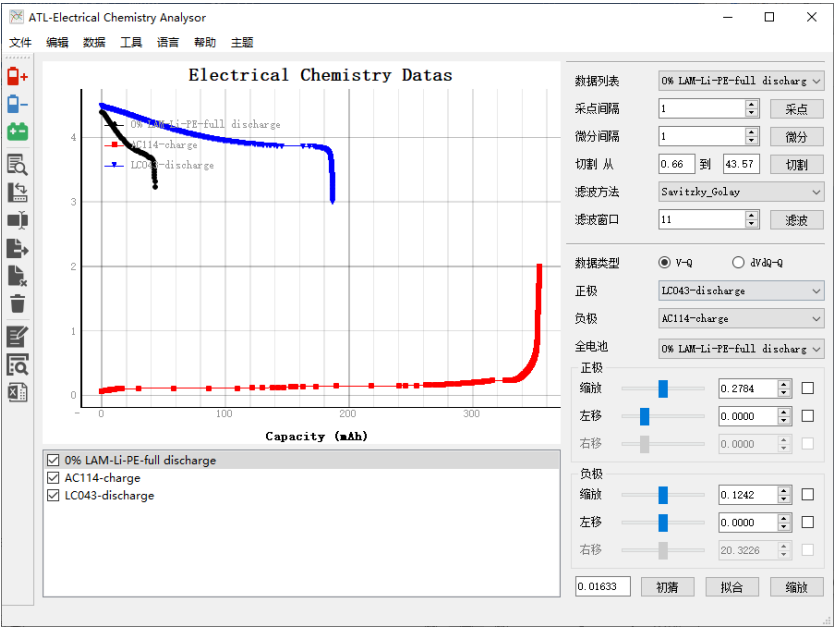 ATL-Electrical Chemistry Analysor
文件 编辑 数据 工具 语言 帮助 主题
Electrical Chemistry Datas
0% LAM-Li-PE-full discharge
AC114-charge
LC043-discharge
4
3
2
1
0
- 0 100 200 300
Capacity (mAh)
0% LAM-Li-PE-full discharge
AC114-charge
LC043-discharge
数据列表 0% LAM-Li-PE-full discharg
采点间隔 1 采点
微分间隔 1 微分
切割 从 0.66 到 43.57 切割
滤波方法 Savitzky_Golay
滤波窗口 11 滤波
数据类型 V-Q dVdQ-Q
正极 LC043-discharge
负极 AC114-charge
全电池 0% LAM-Li-PE-full discharg
正极
缩放 0.2784
左移 0.0000
右移 0.0000
负极
缩放 0.1242
左移 0.0000
右移 20.3226
0.01633 初猜 拟合 缩放